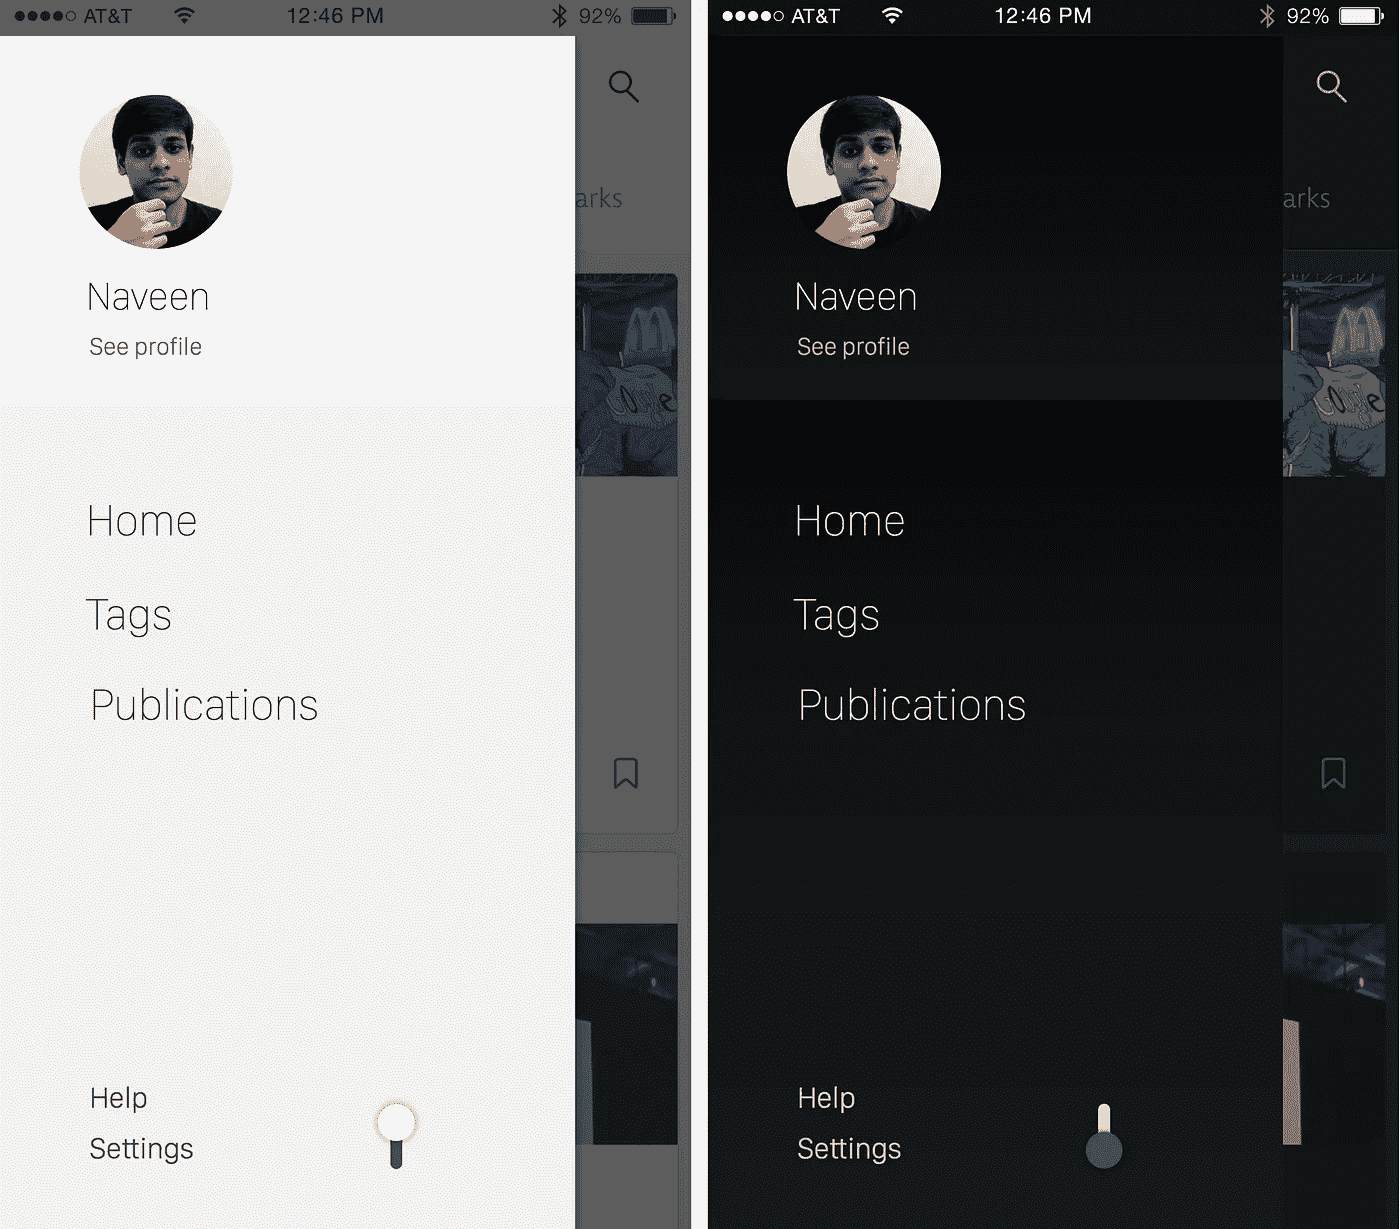 AT&T 12:46 PM 92%
arks
Naveen
See profile
Home
Tags
Publications
Help
Settings
AT&T 12:46 PM 92%
arks
Naveen
See profile
Home
Tags
Publications
Help
Settings